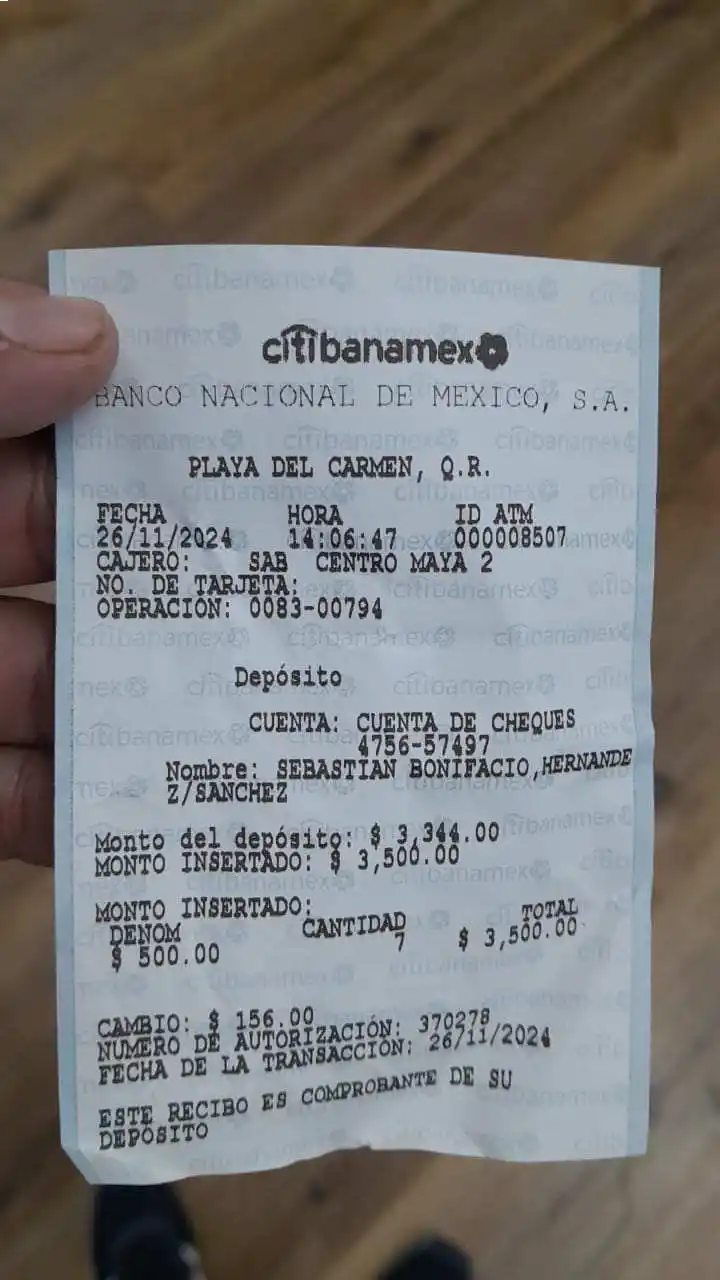 citibanamex
BANCO NACIONAL DE MEXICO, S.A.
PLAYA DEL CARMEN, Q.R.
FECHA HORA ID ATM
26/11/2024 14:06:47 000008507
CAJERO: SAB CENTRO MAYA 2
NO. DE TARJETA:
OPERACIÓN: 0083-00794
Depósito
CUENTA: CUENTA DE CHEQUES
4756-57497
Nombre: SEBASTIAN BONIFACIO,HERNANDE
Z/SANCHEZ
Monto del depósito: $ 3,344.00
MONTO INSERTADO: $ 3,500.00
MONTO INSERTADO:
DENOM CANTIDAD TOTAL
$ 500.00 7 $ 3,500.00
CAMBIO: $ 156.00
NUMERO DE AUTORIZACIÓN: 370278
FECHA DE LA TRANSACCIÓN: 26/11/2024
ESTE RECIBO ES COMPROBANTE DE SU
DEPÓSITO